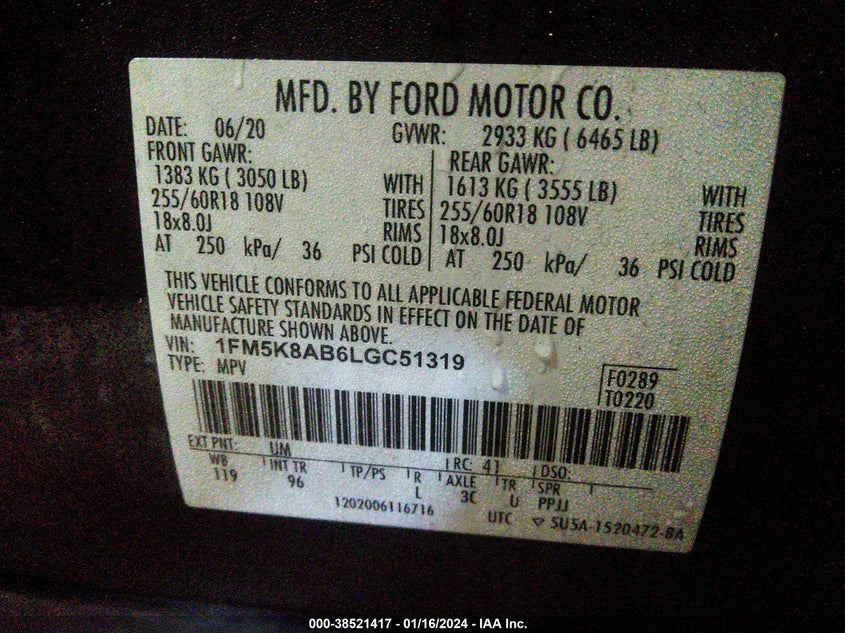 MFD. BY FORD MOTOR CO.
DATE: 06/20 GVWR: 2933 KG ( 6465 LB)
FRONT GAWR: REAR GAWR:
1383 KG ( 3050 LB) WITH 1613 KG ( 3555 LB) WITH
255/60R18 108V TIRES 255/60R18 108V TIRES
18x8.0J RIMS 18x8.0J RIMS
AT 250 kPa/ 36 PSI COLD AT 250 kPa/ 36 PSI COLD
THIS VEHICLE CONFORMS TO ALL APPLICABLE FEDERAL MOTOR
VEHICLE SAFETY STANDARDS IN EFFECT ON THE DATE OF
MANUFACTURE SHOWN ABOVE.
VIN: 1FM5K8AB6LGC51319
TYPE: MPV
F0289
T0220
EXT PNT: UM RC: 41 DSO:
WB INT TR TP/PS R AXLE TR SPR
119 96 L 3C U PPJJ
1202006116716 UTC ▽ 5U5A-1520472-BA
000-38521417 - 01/16/2024 - IAA Inc.